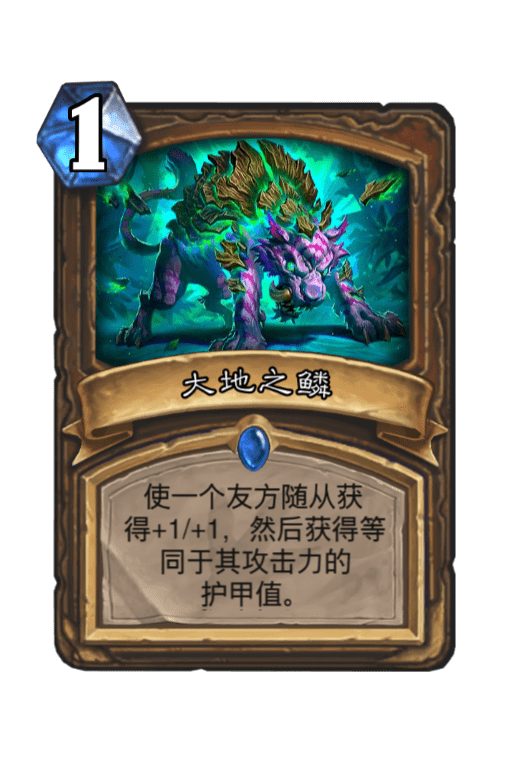 1
大地之鳞
使一个友方随从获
得+1/+1，然后获得等
同于其攻击力的
护甲值。